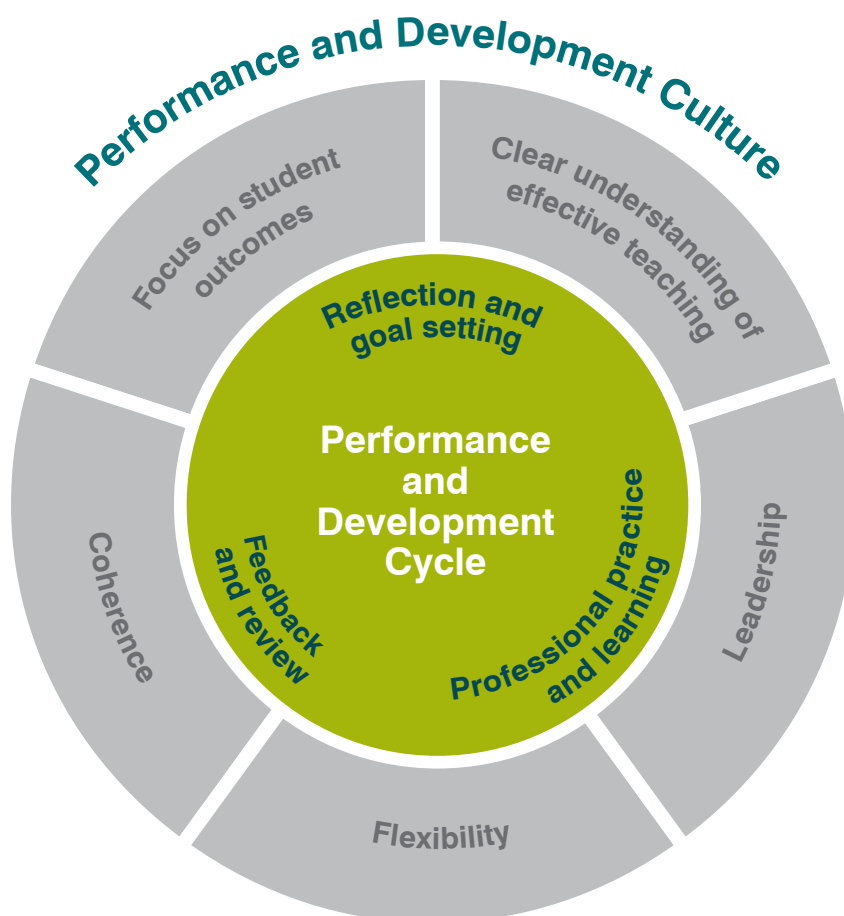 Performance and Development Culture
Focus on student
outcomes
Clear understanding of
effective teaching
Reflection and
goal setting
Performance
and
Development
Cycle
Professional practice
and learning
Feedback
and review
Leadership
Coherence
Flexibility